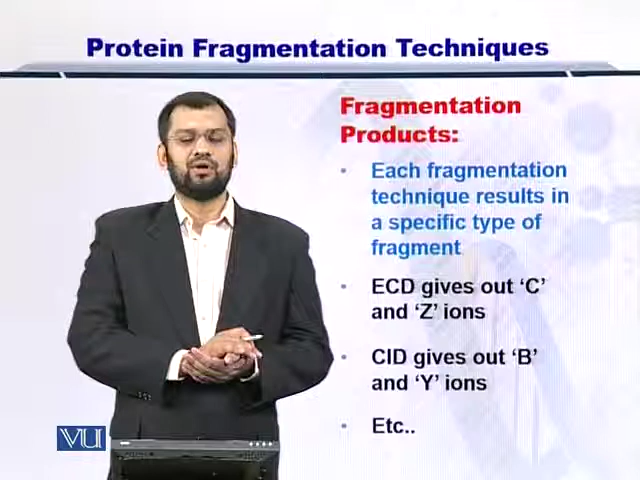 Protein Fragmentation Techniques
Fragmentation
Products:
• Each fragmentation
technique results in
a specific type of
fragment
• ECD gives out ‘C’
and ‘Z’ ions
• CID gives out ‘B’
and ‘Y’ ions
• Etc..
VU